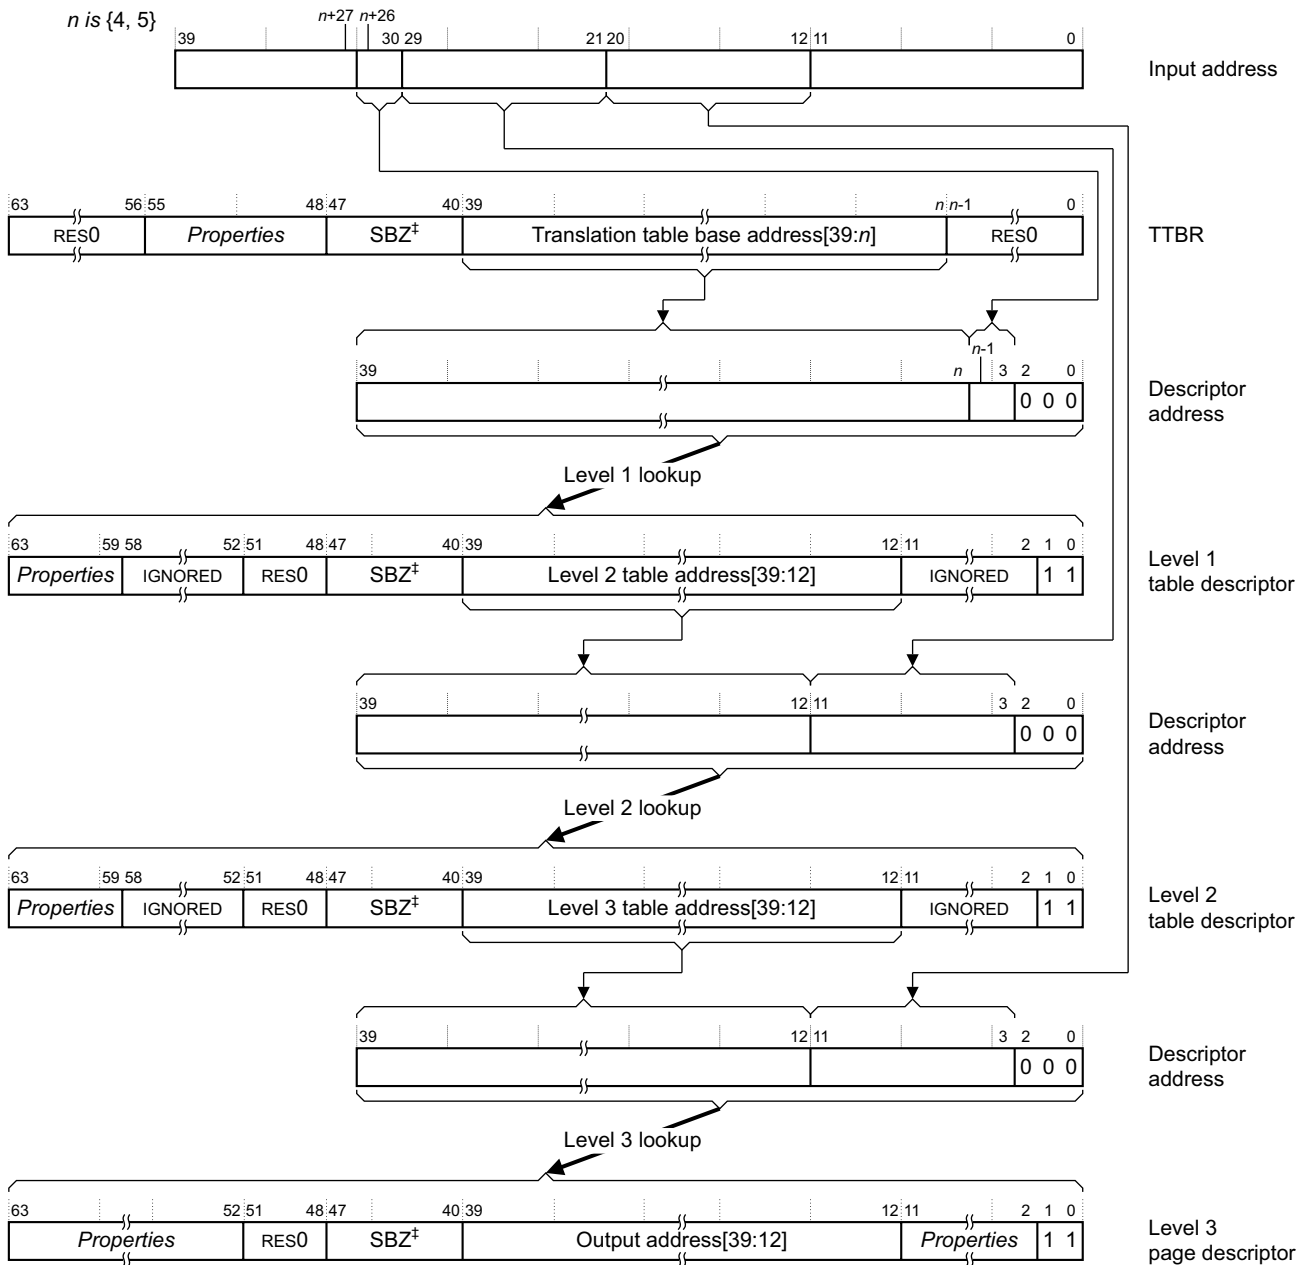 n is {4, 5}
n+27 n+26
39 30 29 21 20 12 11 0
Input address
63 56 55 48 47 40 39 n n-1 0
RES0 Properties SBZ‡ Translation table base address[39:n] RES0
TTBR
n-1
39 n 3 2 0
0 0 0
Descriptor
address
Level 1 lookup
63 59 58 52 51 48 47 40 39 12 11 2 1 0
Properties IGNORED RES0 SBZ‡ Level 2 table address[39:12] IGNORED 1 1
Level 1
table descriptor
39 12 11 3 2 0
0 0 0
Descriptor
address
Level 2 lookup
63 59 58 52 51 48 47 40 39 12 11 2 1 0
Properties IGNORED RES0 SBZ‡ Level 3 table address[39:12] IGNORED 1 1
Level 2
table descriptor
39 12 11 3 2 0
0 0 0
Descriptor
address
Level 3 lookup
63 52 51 48 47 40 39 12 11 2 1 0
Properties RES0 SBZ‡ Output address[39:12] Properties 1 1
Level 3
page descriptor